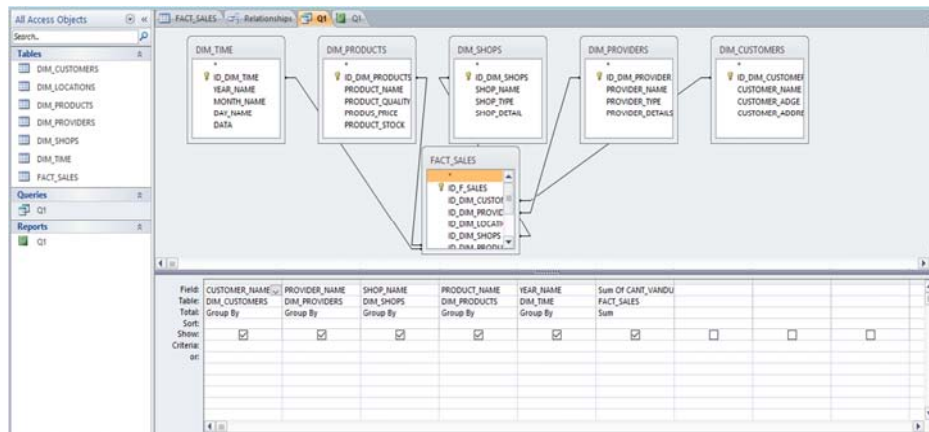 All Access Objects
Search..
Tables
DIM_CUSTOMERS
DIM_LOCATIONS
DIM_PRODUCTS
DIM_PROVIDERS
DIM_SHOPS
DIM_TIME
FACT_SALES
Queries
Q1
Reports
Q1
FACT_SALES Relationships Q1 Q1
DIM_TIME
*
ID_DIM_TIME
YEAR_NAME
MONTH_NAME
DAY_NAME
DATA
DIM_PRODUCTS
*
ID_DIM_PRODUCTS
PRODUCT_NAME
PRODUCT_QUALITY
PRODUS_PRICE
PRODUCT_STOCK
DIM_SHOPS
*
ID_DIM_SHOPS
SHOP_NAME
SHOP_TYPE
SHOP_DETAIL
DIM_PROVIDERS
*
ID_DIM_PROVIDER
PROVIDER_NAME
PROVIDER_TYPE
PROVIDER_DETAILS
DIM_CUSTOMERS
*
ID_DIM_CUSTOMER
CUSTOMER_NAME
CUSTOMER_ADGE
CUSTOMER_ADDRE
FACT_SALES
*
ID_F_SALES
ID_DIM_CUSTOI
ID_DIM_PROVID
ID_DIM_LOCATI
ID_DIM_SHOPS
ID_DIM_PRODU
Field: CUSTOMER_NAME PROVIDER_NAME SHOP_NAME PRODUCT_NAME YEAR_NAME Sum Of CANT_VANDU
Table: DIM_CUSTOMERS DIM_PROVIDERS DIM_SHOPS DIM_PRODUCTS DIM_TIME FACT_SALES
Total: Group By Group By Group By Group By Group By Sum
Sort:
Show:
Criteria:
or: